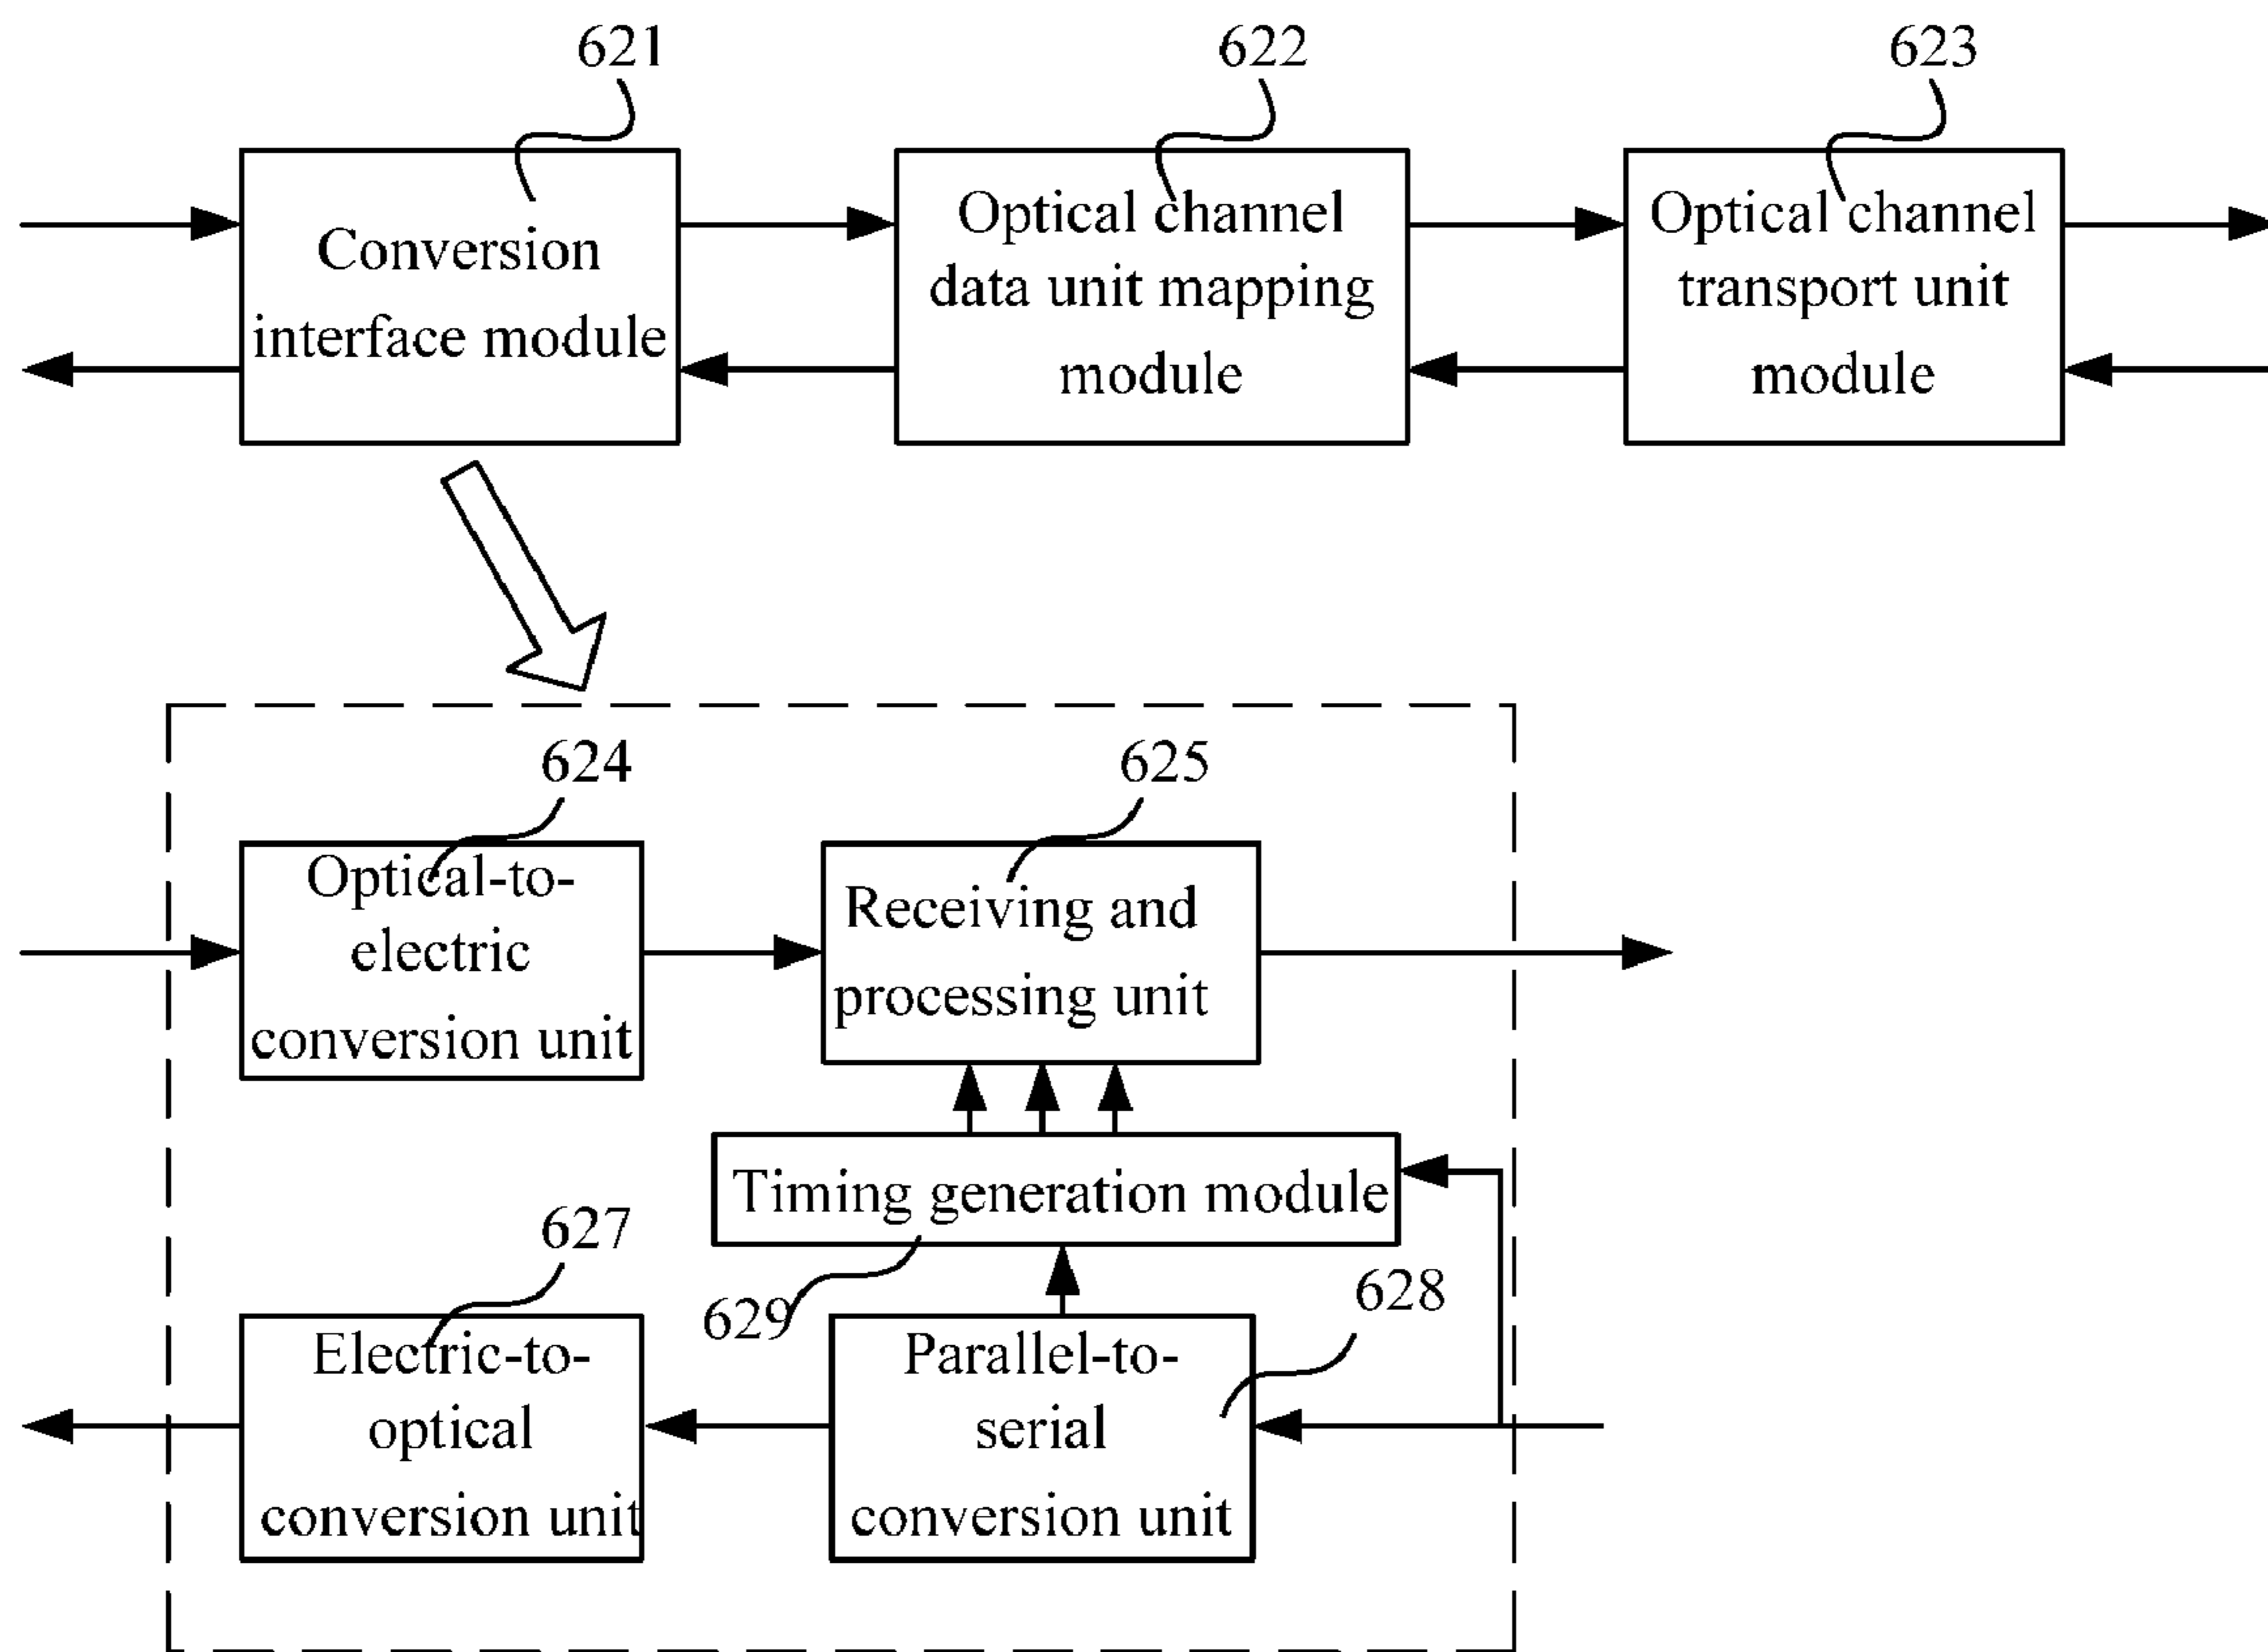 621
622
623
Conversion
interface module
Optical channel
data unit mapping
module
Optical channel
transport unit
module
624
625
Optical-to-
electric
conversion unit
Receiving and
processing unit
Timing generation module
627
629
628
Electric-to-
optical
conversion unit
Parallel-to-
serial
conversion unit